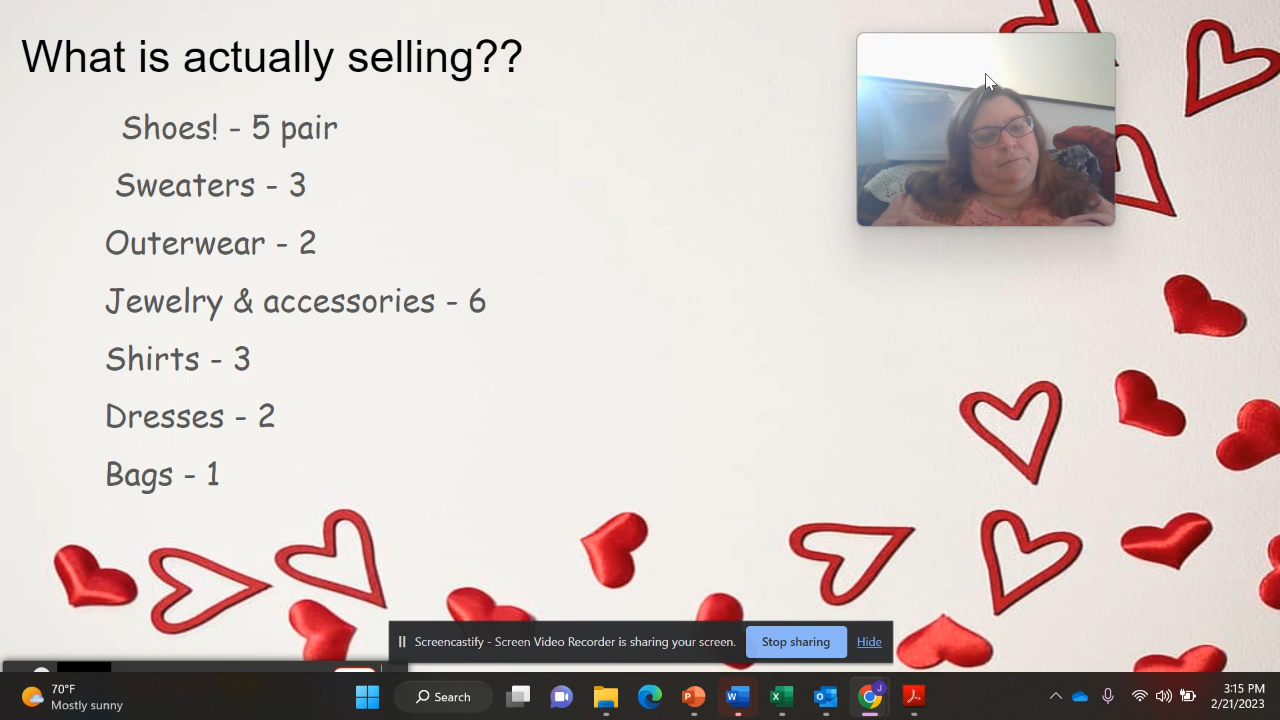 What is actually selling??
Shoes! - 5 pair
Sweaters - 3
Outerwear - 2
Jewelry & accessories - 6
Shirts - 3
Dresses - 2
Bags - 1
Screencastify - Screen Video Recorder is sharing your screen.
Stop sharing
Hide
70°F
Mostly sunny
Search
3:15 PM
2/21/2023